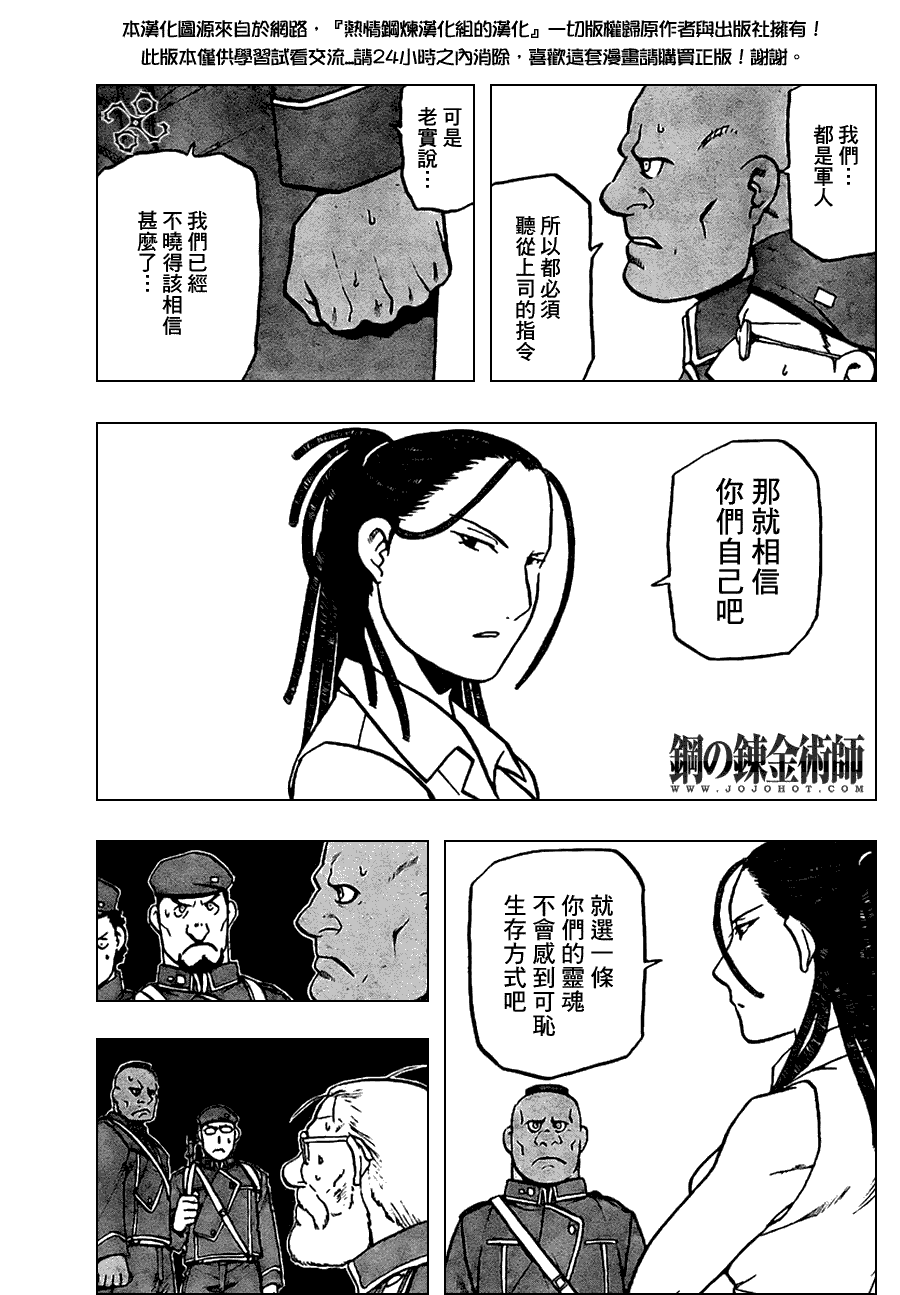 本漢化圖源來自於網路，『熱情鋼煉漢化組的漢化』一切版權歸原作者與出版社擁有！
此版本僅供學習試看交流...請24小時之內消除，喜歡這套漫畫請購買正版！謝謝。
我們…
都是軍人
所以都必須
聽從上司的指令
可是
老實說…
我們已經
不曉得該相信
甚麼了…
那就相信
你們自己吧
鋼の錬金術師
WWW.JOJOHOT.COM
就選一條
你們的靈魂
不會感到可恥
生存方式吧